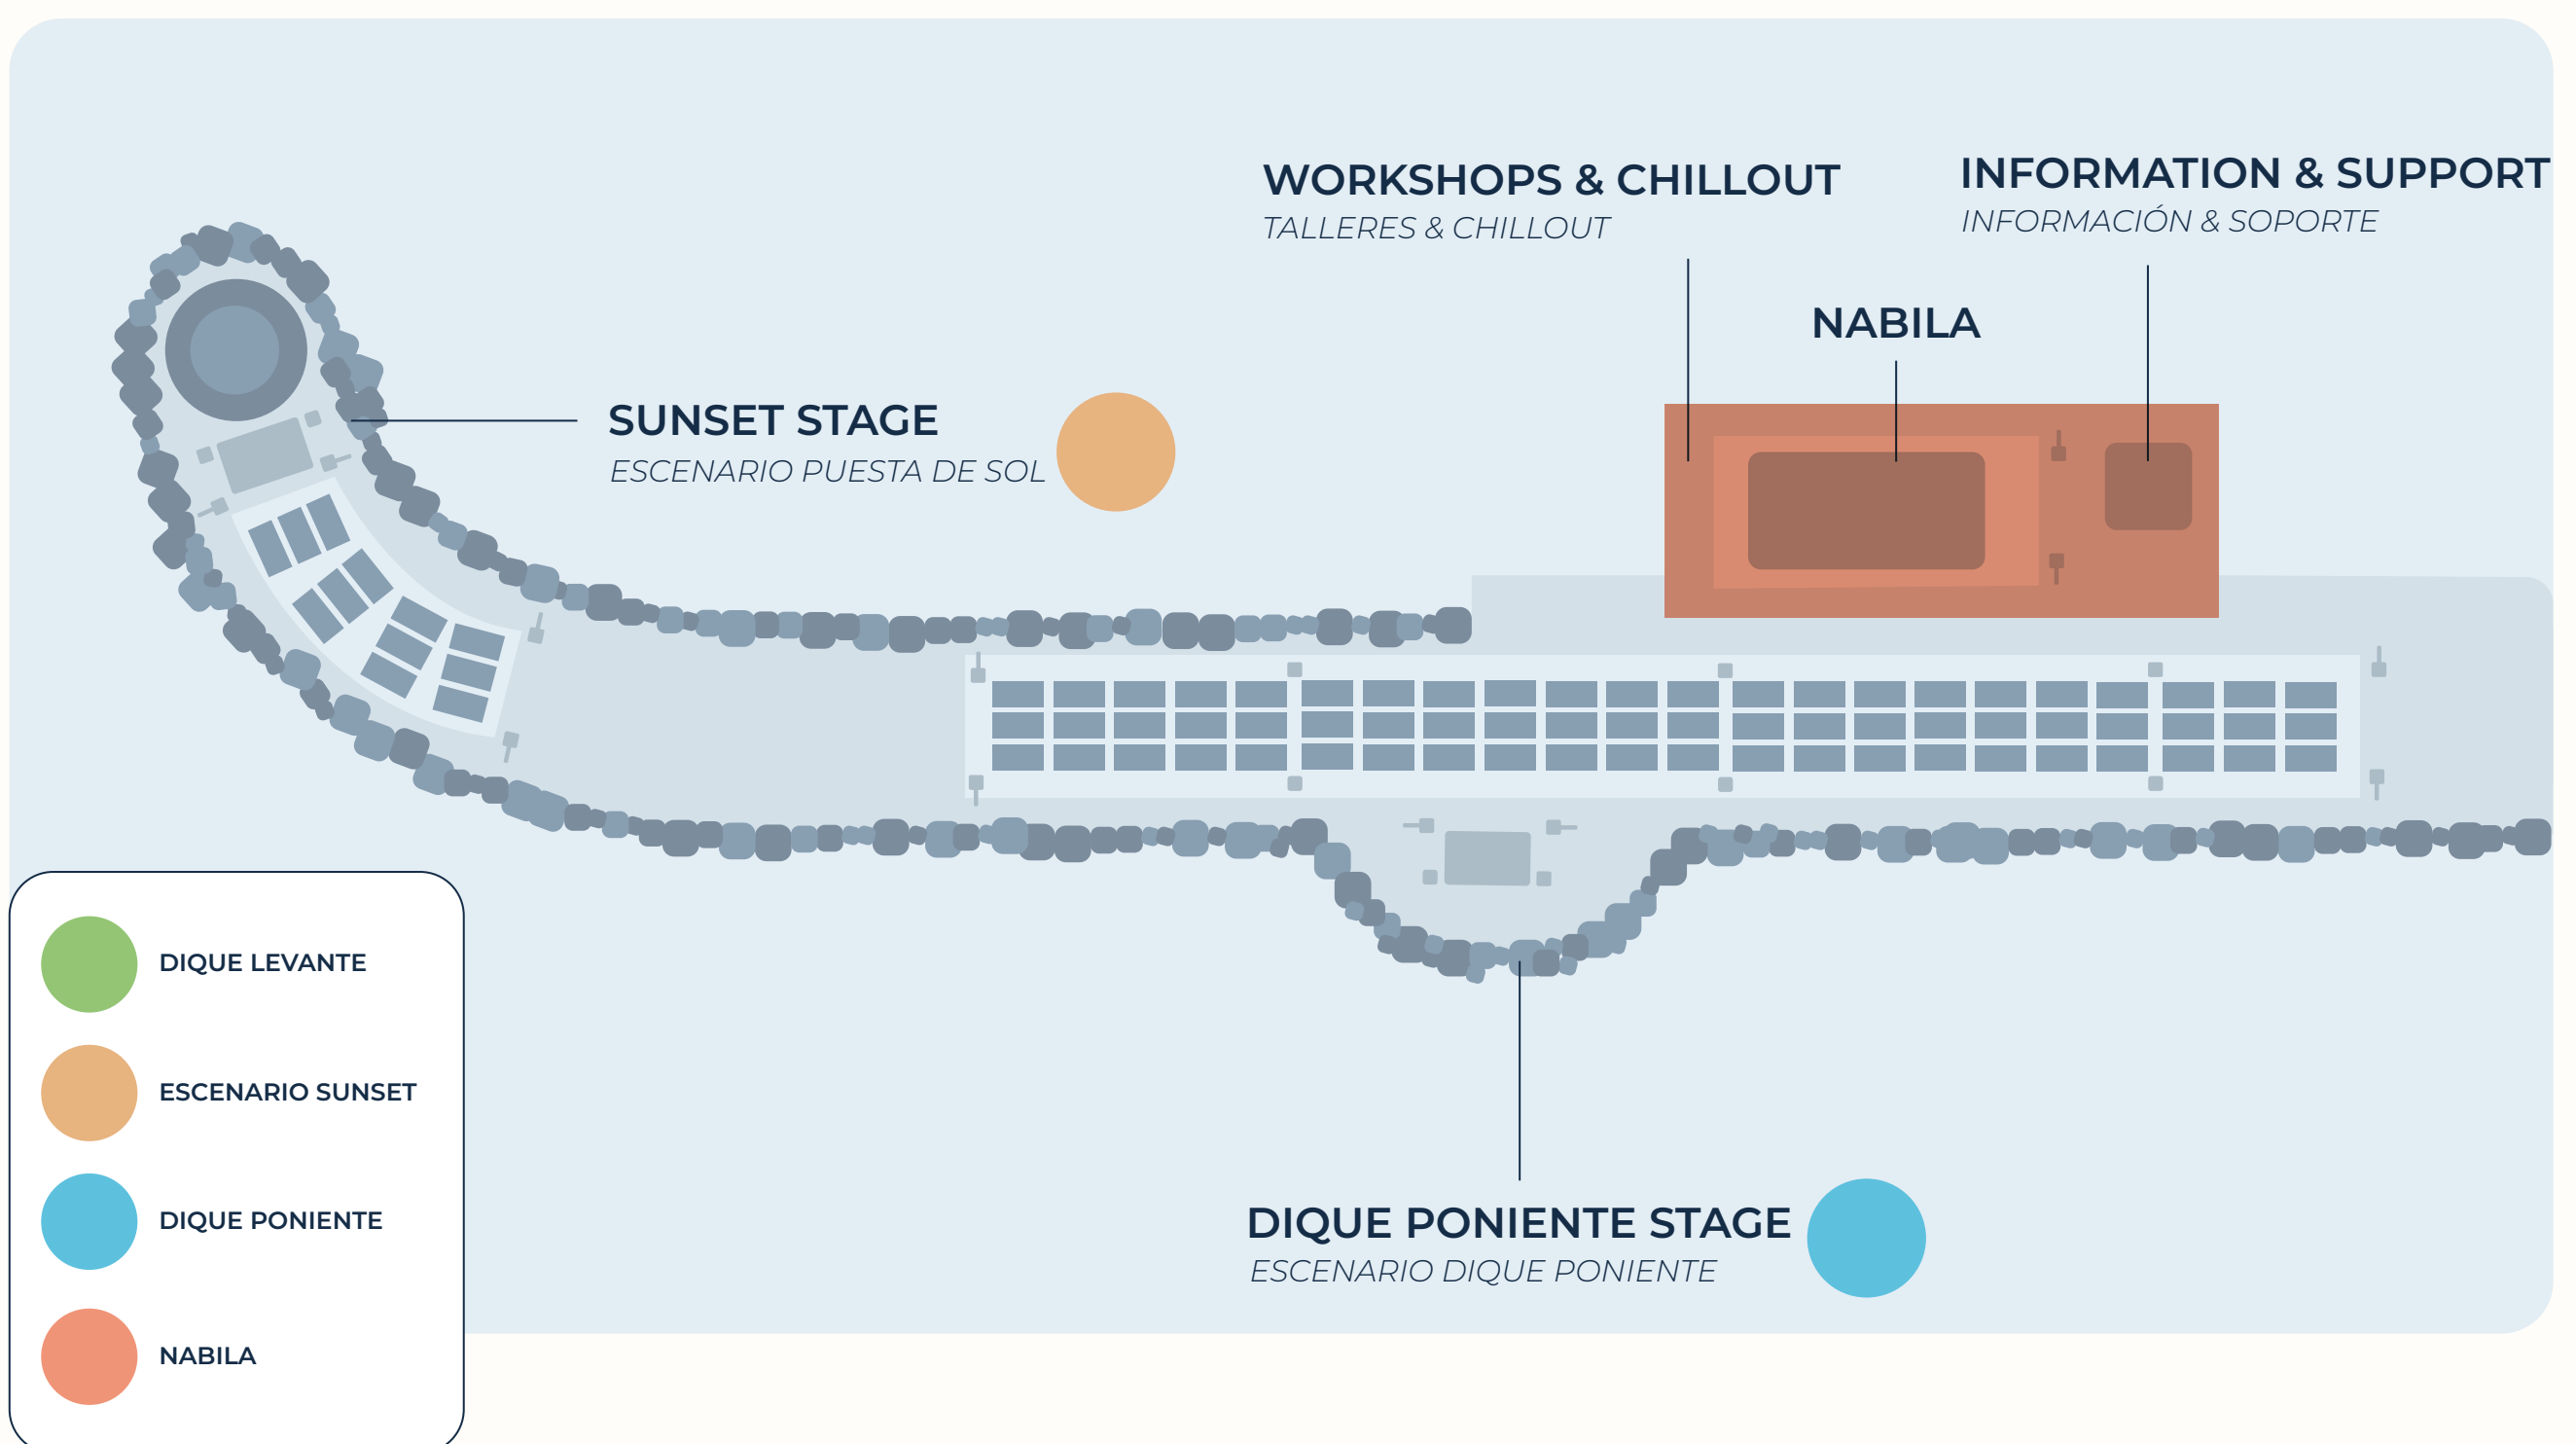 WORKSHOPS & CHILLOUT
TALLERES & CHILLOUT
INFORMATION & SUPPORT
INFORMACIÓN & SOPORTE
NABILA
SUNSET STAGE
ESCENARIO PUESTA DE SOL
DIQUE LEVANTE
ESCENARIO SUNSET
DIQUE PONIENTE
NABILA
DIQUE PONIENTE STAGE
ESCENARIO DIQUE PONIENTE